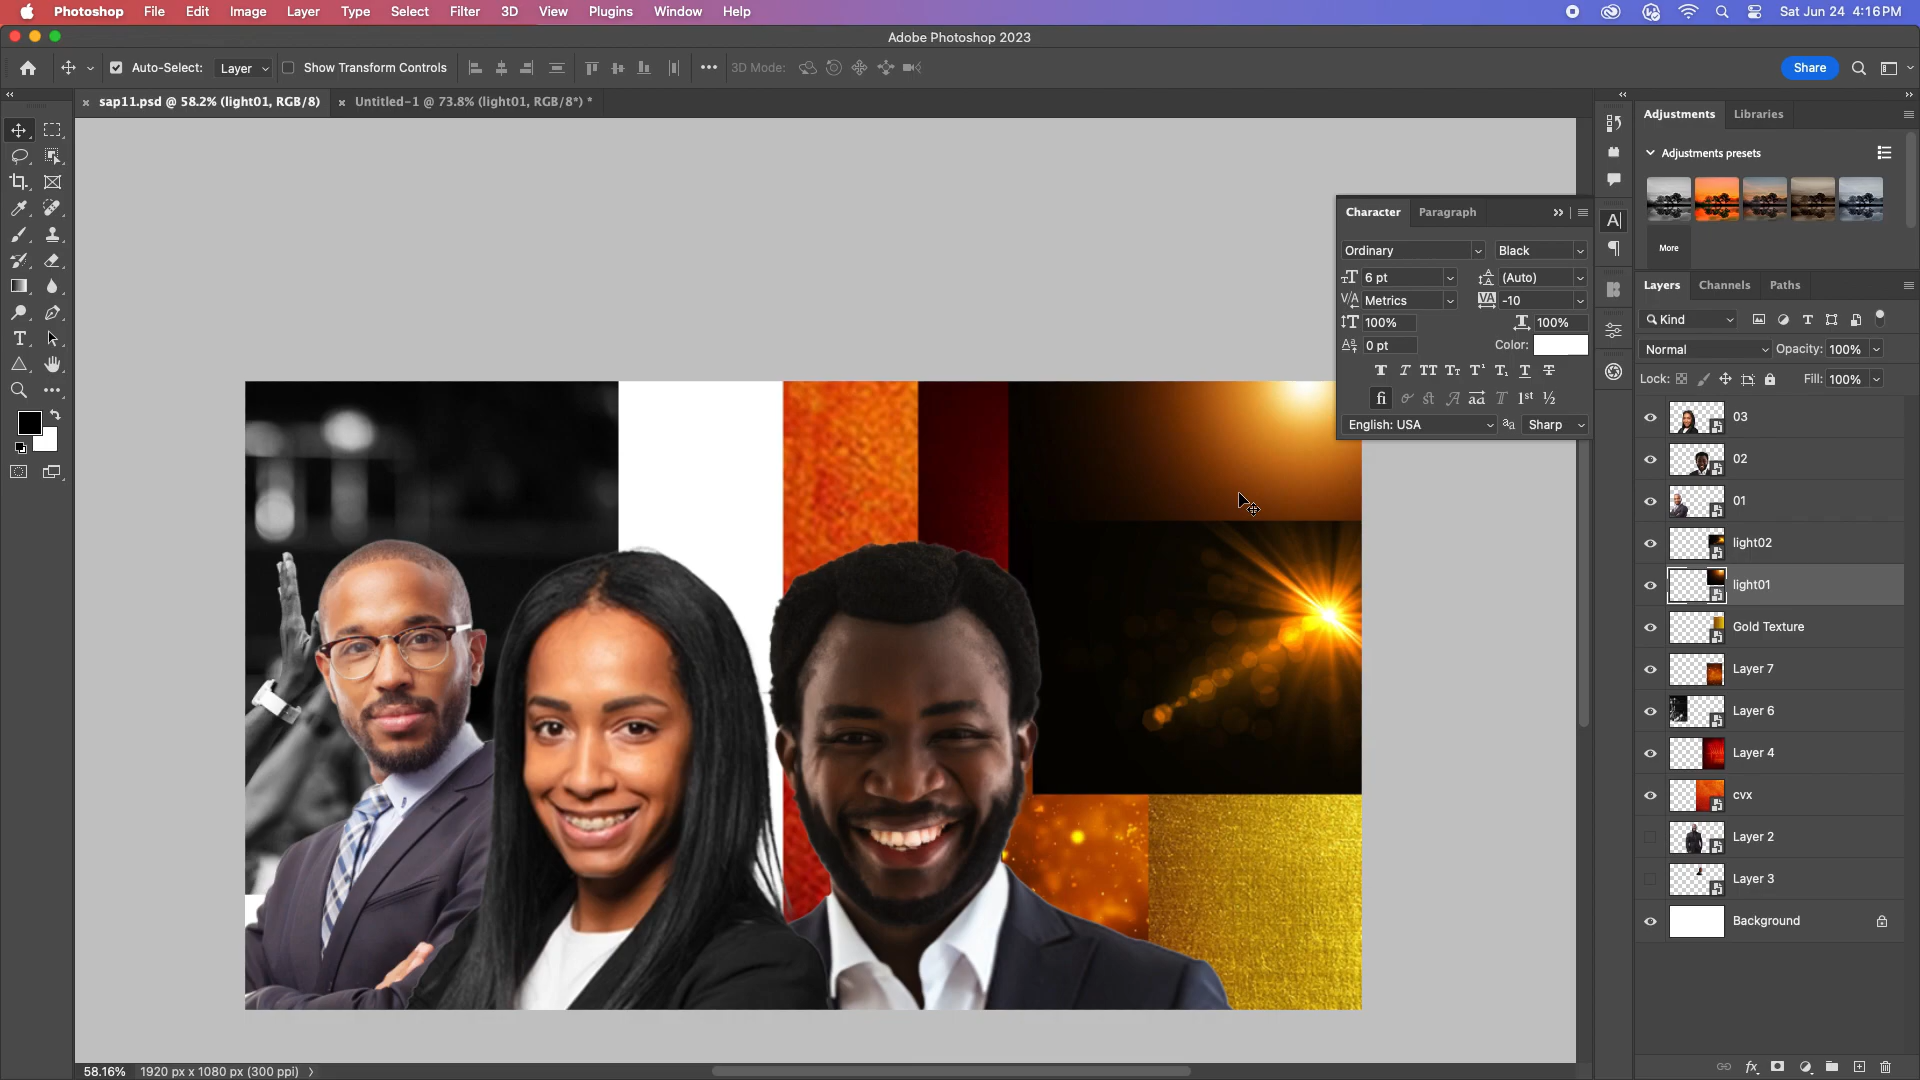 Photoshop File Edit Image Layer Type Select Filter 3D View Plugins Window Help Sat Jun 24 4:16 PM
Adobe Photoshop 2023
Auto-Select: Layer Show Transform Controls 3D Mode: Share
sap11.psd @ 58.2% (light01, RGB/8) Untitled-1 @ 73.8% (light01, RGB/8*) *
Adjustments Libraries
Adjustments presets
More
Character Paragraph
Ordinary Black
6 pt (Auto)
Metrics -10
100% 100%
0 pt Color:
English: USA Sharp
Layers Channels Paths
Kind
Normal Opacity: 100%
Lock: Fill: 100%
03
02
01
light02
light01
Gold Texture
Layer 7
Layer 6
Layer 4
cvx
Layer 2
Layer 3
Background
58.16% 1920 px x 1080 px (300 ppi)